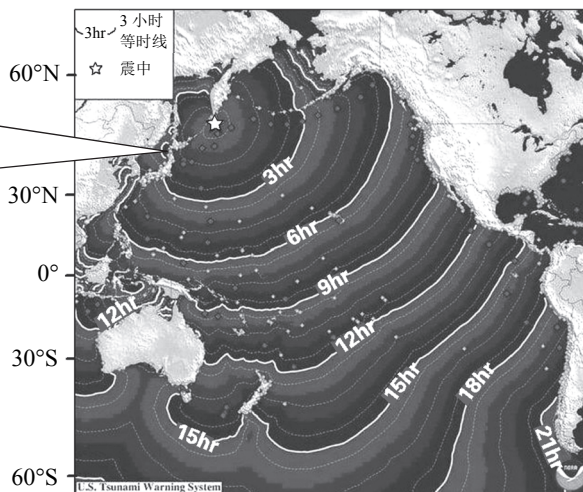 3hr 3 小时
等时线
震中
60°N
30°N
0°
30°S
60°S
3hr
6hr
9hr
12hr
12hr
15hr
18hr
15hr
21hr
U.S. Tsunami Warning System